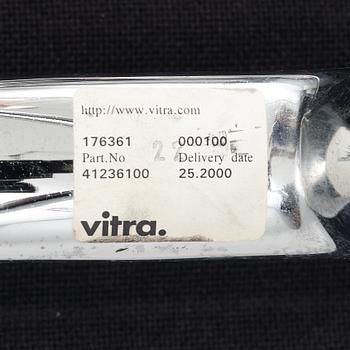 http://www.vitra.com
176361 000100
Part.No Delivery date
41236100 25.2000
vitra.